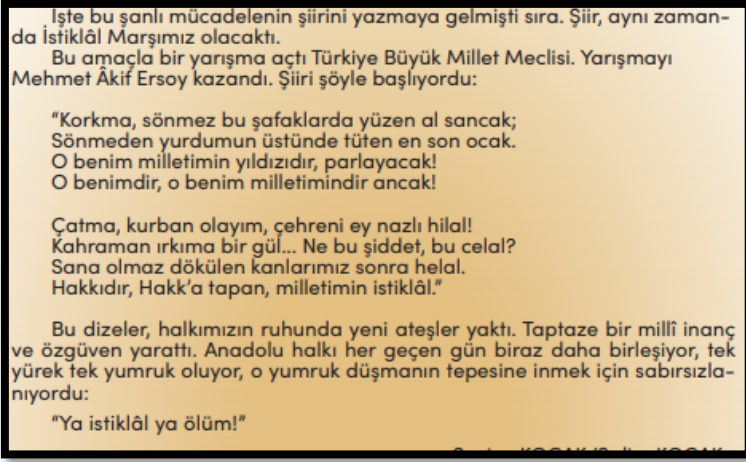 İşte bu şanlı mücadelenin şiirini yazmaya gelmişti sıra. Şiir, aynı zaman-
da İstiklâl Marşımız olacaktı.
Bu amaçla bir yarışma açtı Türkiye Büyük Millet Meclisi. Yarışmayı
Mehmet Âkif Ersoy kazandı. Şiiri şöyle başlıyordu:
“Korkma, sönmez bu şafaklarda yüzen al sancak;
Sönmeden yurdumun üstünde tüten en son ocak.
O benim milletimin yıldızıdır, parlayacak!
O benimdir, o benim milletimindir ancak!
Çatma, kurban olayım, çehreni ey nazlı hilal!
Kahraman ırkıma bir gül... Ne bu şiddet, bu celal?
Sana olmaz dökülen kanlarımız sonra helal.
Hakkıdır, Hakk’a tapan, milletimin istiklâl.”
Bu dizeler, halkımızın ruhunda yeni ateşler yaktı. Taptaze bir millî inanç
ve özgüven yarattı. Anadolu halkı her geçen gün biraz daha birleşiyor, tek
yürek tek yumruk oluyor, o yumruk düşmanın tepesine inmek için sabırsızla-
nıyordu:
“Ya istiklâl ya ölüm!”